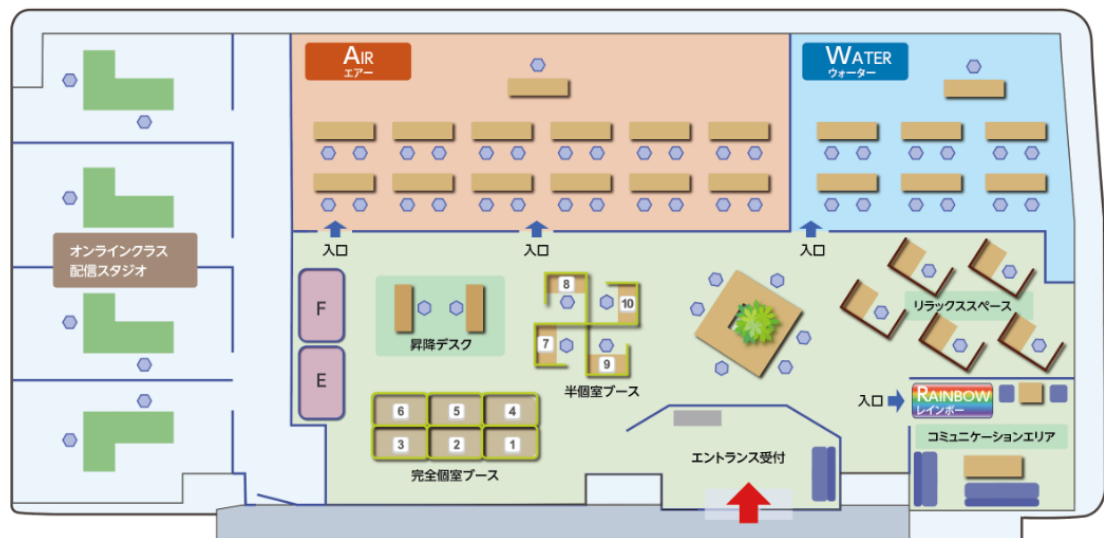 AIR
エアー
WATER
ウォーター
オンラインクラス
配信スタジオ
入口
入口
入口
F
E
昇降デスク
8
10
7
9
半個室ブース
リラックススペース
6
5
4
3
2
1
完全個室ブース
入口
RAINBOW
レインボー
コミュニケーションエリア
エントランス受付